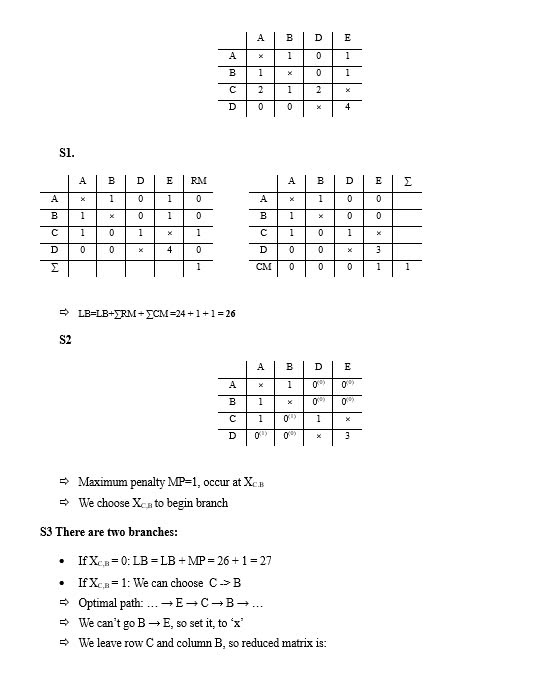 A B D E
A × 1 0 1
B 1 × 0 1
C 2 1 2 ×
D 0 0 × 4
S1.
A B D E RM
A × 1 0 1 0
B 1 × 0 1 0
C 1 0 1 × 1
D 0 0 × 4 0
∑ 1
A B D E ∑
A × 1 0 0
B 1 × 0 0
C 1 0 1 ×
D 0 0 × 3
CM 0 0 0 1 1
⇨ LB=LB+∑RM + ∑CM =24 + 1 + 1 = 26
S2
A B D E
A × 1 0⁽⁰⁾ 0⁽⁰⁾
B 1 × 0⁽⁰⁾ 0⁽⁰⁾
C 1 0⁽¹⁾ 1 ×
D 0⁽¹⁾ 0⁽⁰⁾ × 3
⇨ Maximum penalty MP=1, occur at XC,B
⇨ We choose XC,B to begin branch
S3 There are two branches:
• If XC,B = 0: LB = LB + MP = 26 + 1 = 27
• If XC,B = 1: We can choose C -> B
⇨ Optimal path: … → E → C → B → …
⇨ We can't go B → E, so set it, to ‘x’
⇨ We leave row C and column B, so reduced matrix is: